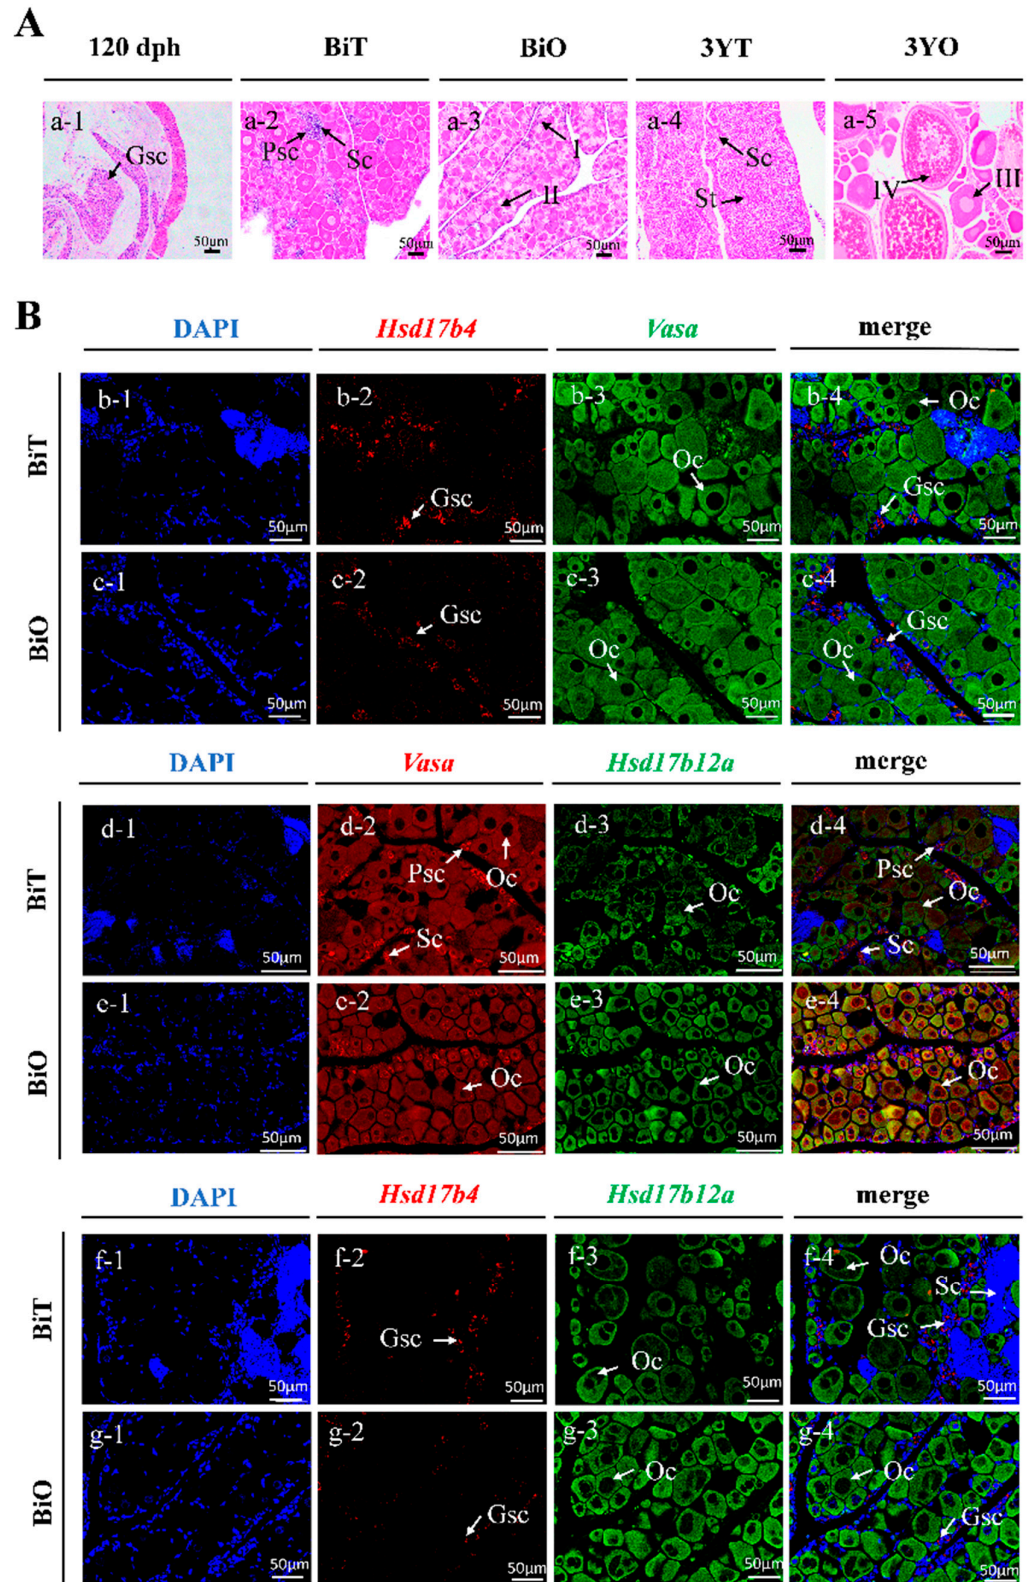 A
120 dph BiT BiO 3YT 3YO
a-1 a-2 a-3 a-4 a-5
Gsc Psc Sc I II Sc St IV III
50μm 50μm 50μm 50μm 50μm
B
DAPI Hsd17b4 Vasa merge
BiT
b-1 b-2 b-3 b-4
Gsc Oc Oc Gsc
50μm 50μm 50μm 50μm
BiO
c-1 c-2 c-3 c-4
Gsc Oc Gsc Oc
50μm 50μm 50μm 50μm
DAPI Vasa Hsd17b12a merge
BiT
d-1 d-2 d-3 d-4
Psc Oc Sc Oc Psc Oc Sc
50μm 50μm 50μm 50μm
BiO
e-1 e-2 e-3 e-4
Oc Oc Oc
50μm 50μm 50μm 50μm
DAPI Hsd17b4 Hsd17b12a merge
BiT
f-1 f-2 f-3 f-4
Gsc Oc Oc Sc Gsc
50μm 50μm 50μm 50μm
BiO
g-1 g-2 g-3 g-4
Gsc Oc Oc Gsc
50μm 50μm 50μm 50μm